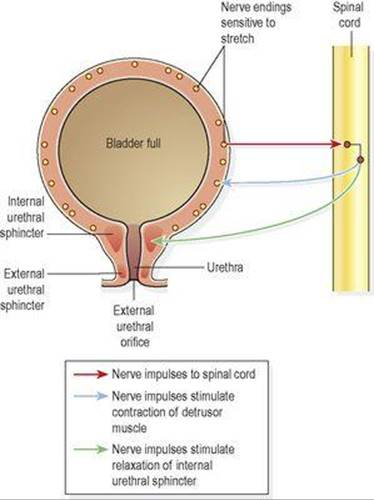 Nerve endings
sensitive to
stretch
Spinal
cord
Bladder full
Internal
urethral
sphincter
External
urethral
sphincter
Urethra
External
urethral
orifice
Nerve impulses to spinal cord
Nerve impulses stimulate
contraction of detrusor
muscle
Nerve impulses stimulate
relaxation of internal
urethral sphincter